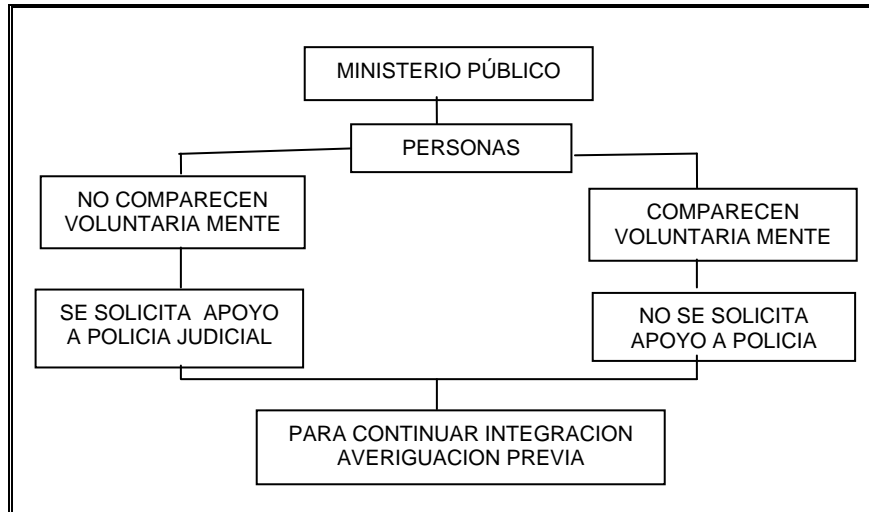 MINISTERIO PÚBLICO
PERSONAS
NO COMPARECEN
VOLUNTARIA MENTE
COMPARECEN
VOLUNTARIA MENTE
SE SOLICITA APOYO
A POLICIA JUDICIAL
NO SE SOLICITA
APOYO A POLICIA
PARA CONTINUAR INTEGRACION
AVERIGUACION PREVIA